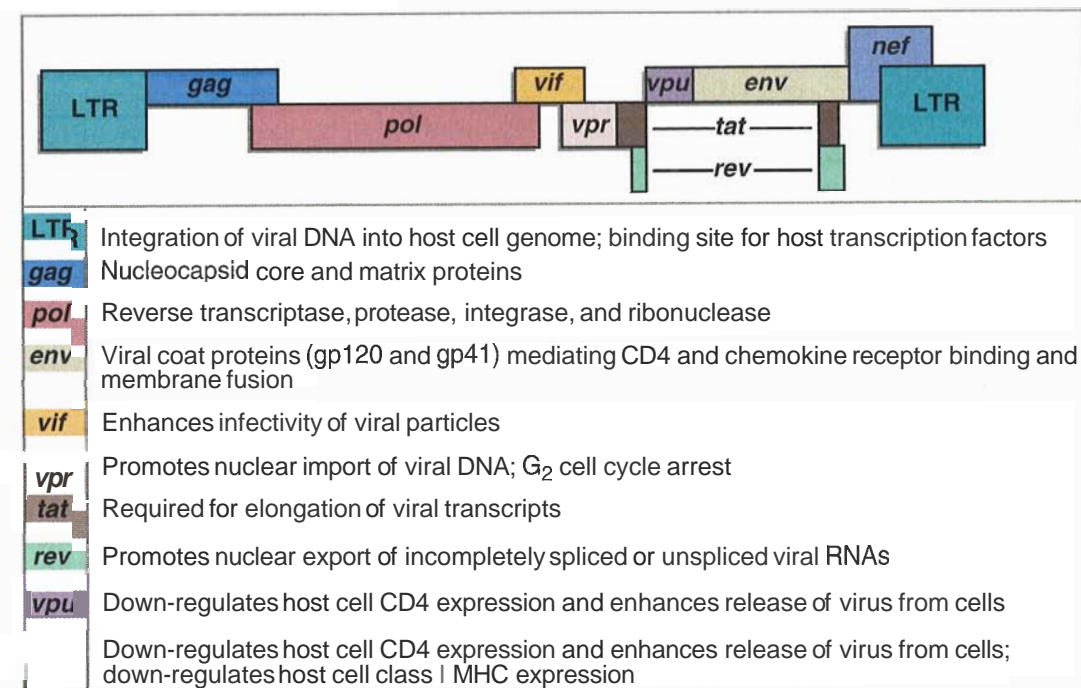 nef
gag
vif
vpu
env
LTR
pol
vpr
tat
LTR
rev
LTR Integration of viral DNA into host cell genome; binding site for host transcription factors
gag Nucleocapsid core and matrix proteins
pol Reverse transcriptase, protease, integrase, and ribonuclease
env Viral coat proteins (gp120 and gp41) mediating CD4 and chemokine receptor binding and
membrane fusion
vif Enhances infectivity of viral particles
vpr Promotes nuclear import of viral DNA; G2 cell cycle arrest
tat Required for elongation of viral transcripts
rev Promotes nuclear export of incompletely spliced or unspliced viral RNAs
vpu Down-regulates host cell CD4 expression and enhances release of virus from cells
Down-regulates host cell CD4 expression and enhances release of virus from cells;
down-regulates host cell class I MHC expression